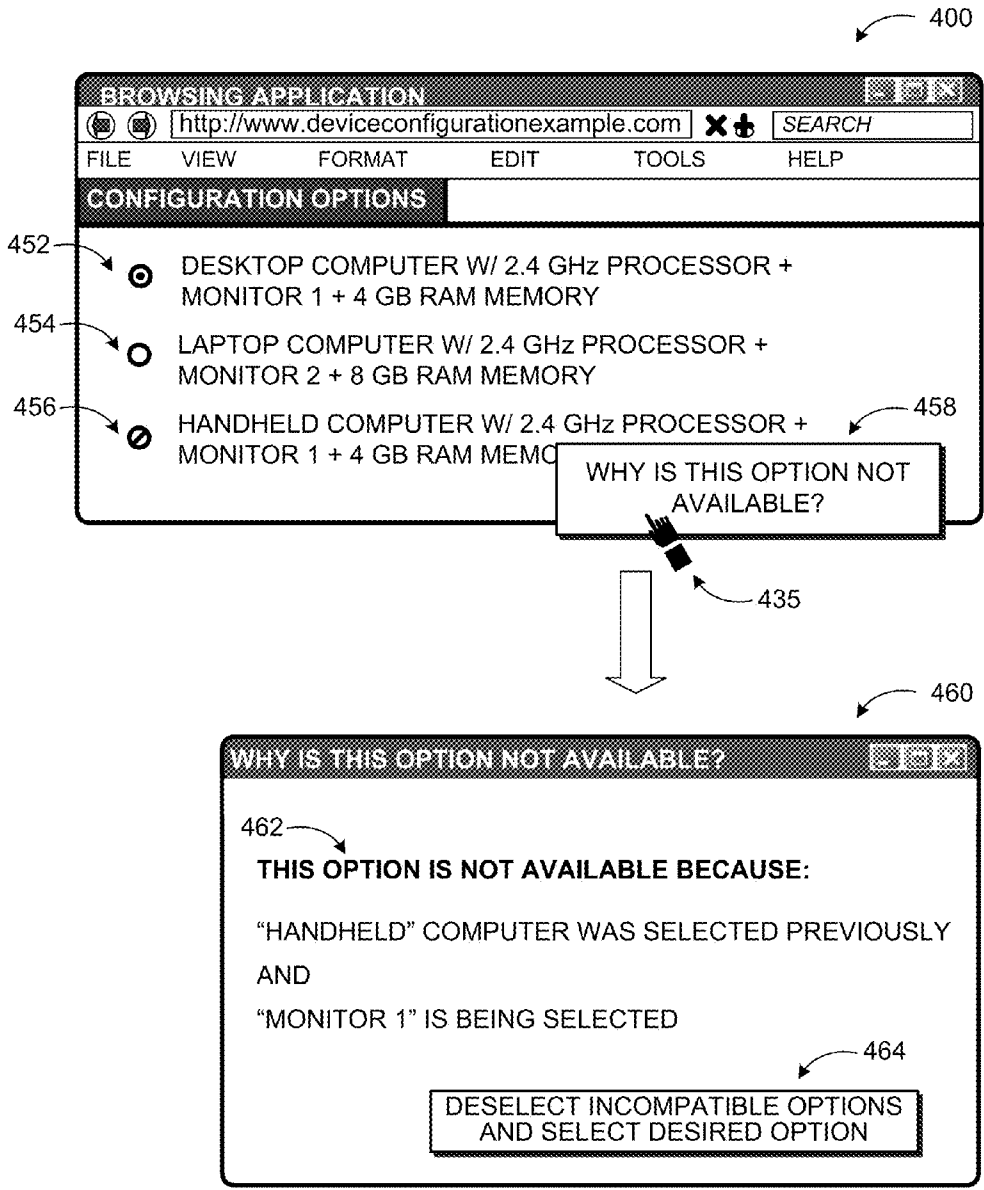 400
BROWSING APPLICATION
http://www.deviceconfigurationexample.com
SEARCH
FILE VIEW FORMAT EDIT TOOLS HELP
CONFIGURATION OPTIONS
452
DESKTOP COMPUTER W/ 2.4 GHz PROCESSOR +
MONITOR 1 + 4 GB RAM MEMORY
454
LAPTOP COMPUTER W/ 2.4 GHz PROCESSOR +
MONITOR 2 + 8 GB RAM MEMORY
456
HANDHELD COMPUTER W/ 2.4 GHz PROCESSOR +
MONITOR 1 + 4 GB RAM MEMO
458
WHY IS THIS OPTION NOT
AVAILABLE?
435
460
WHY IS THIS OPTION NOT AVAILABLE?
462
THIS OPTION IS NOT AVAILABLE BECAUSE:
“HANDHELD” COMPUTER WAS SELECTED PREVIOUSLY
AND
“MONITOR 1” IS BEING SELECTED
464
DESELECT INCOMPATIBLE OPTIONS
AND SELECT DESIRED OPTION